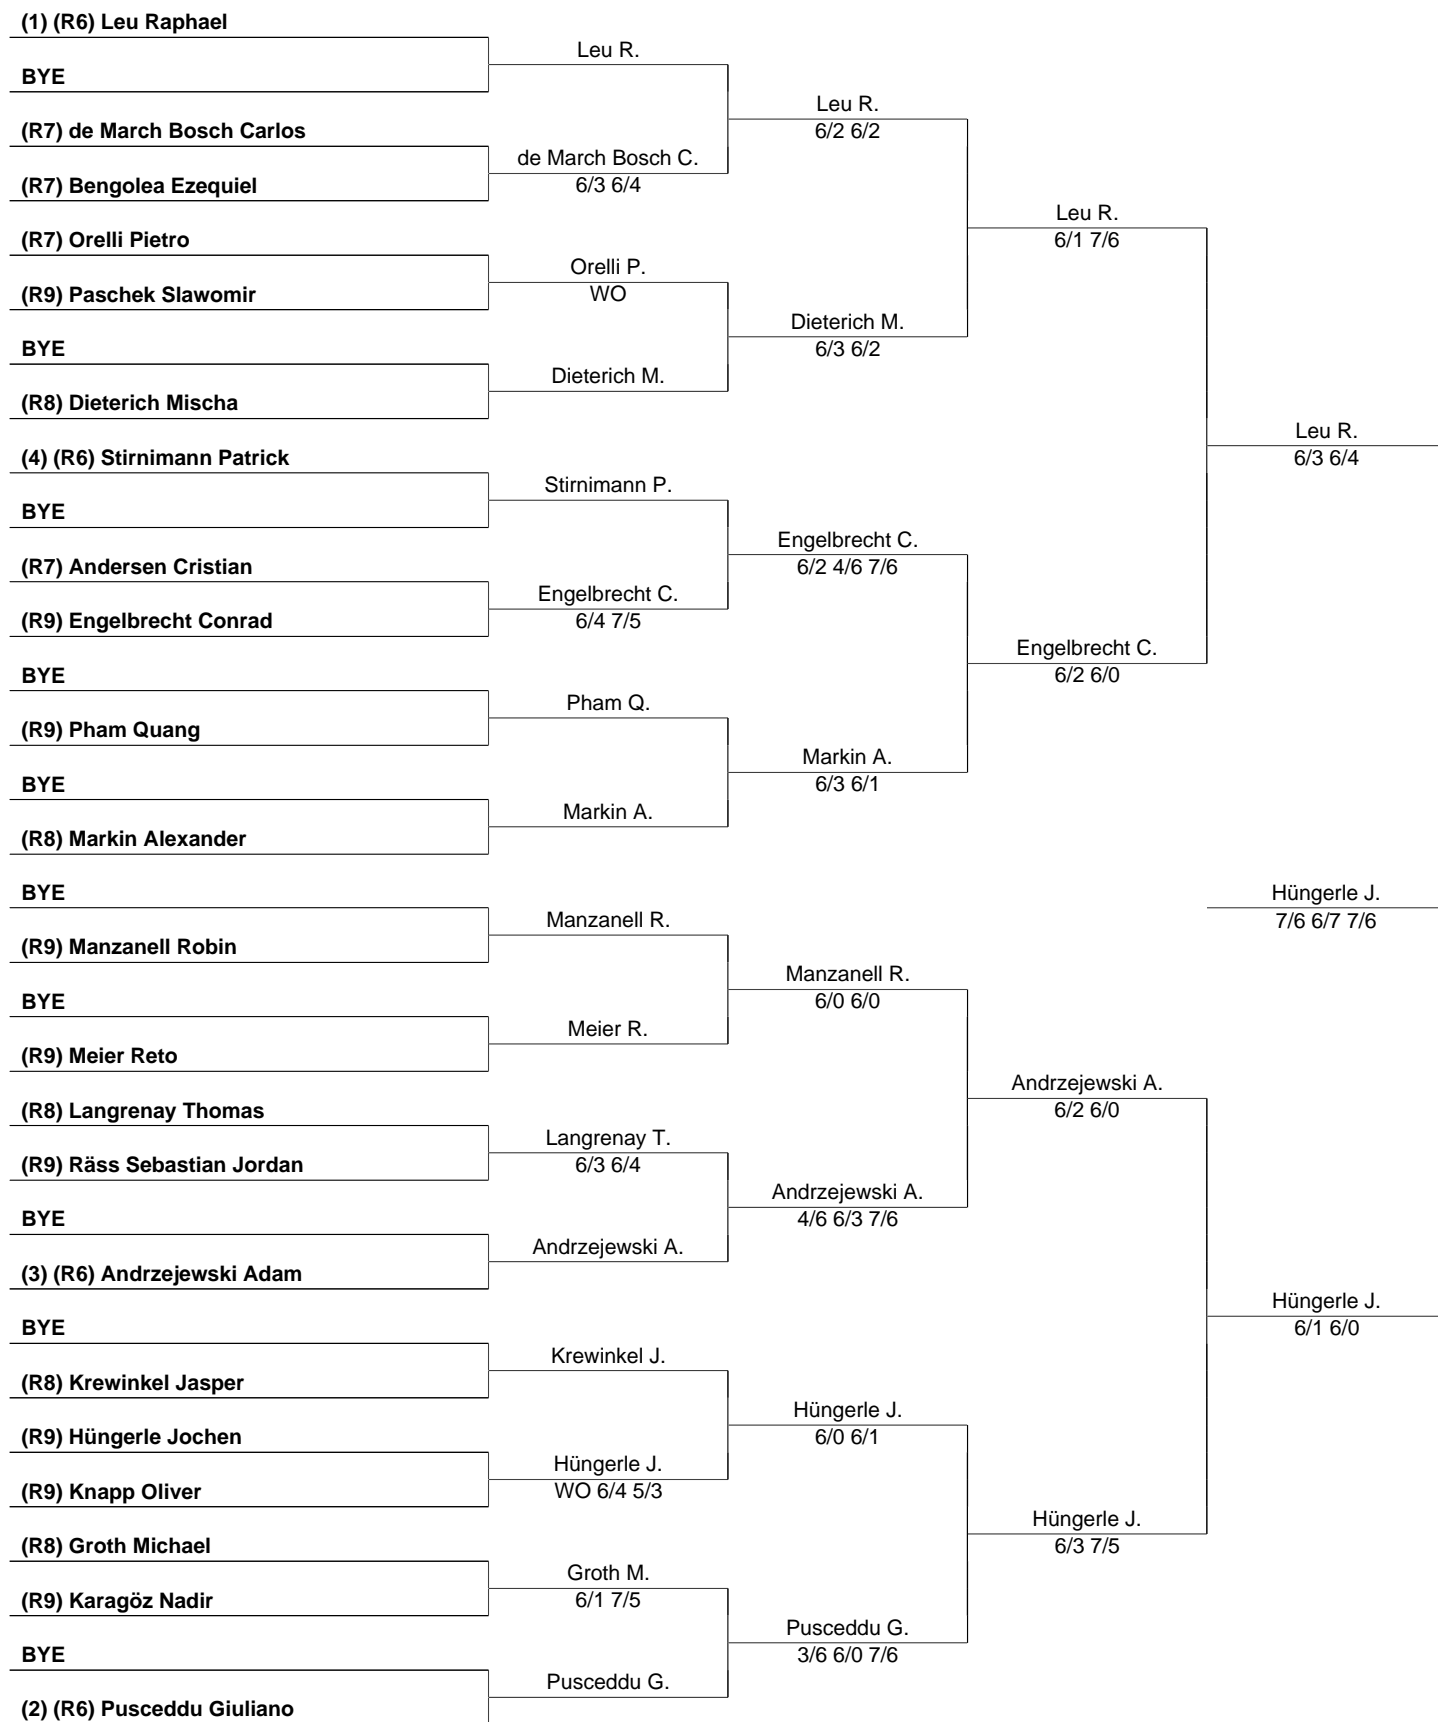 (1) (R6) Leu Raphael
Leu R.
BYE
Leu R.
6/2 6/2
(R7) de March Bosch Carlos
de March Bosch C.
6/3 6/4
(R7) Bengolea Ezequiel
Leu R.
6/1 7/6
(R7) Orelli Pietro
Orelli P.
WO
(R9) Paschek Slawomir
Dieterich M.
6/3 6/2
BYE
Dieterich M.
(R8) Dieterich Mischa
Leu R.
6/3 6/4
(4) (R6) Stirnimann Patrick
Stirnimann P.
BYE
Engelbrecht C.
6/2 4/6 7/6
(R7) Andersen Cristian
Engelbrecht C.
6/4 7/5
(R9) Engelbrecht Conrad
Engelbrecht C.
6/2 6/0
BYE
Pham Q.
(R9) Pham Quang
Markin A.
6/3 6/1
BYE
Markin A.
(R8) Markin Alexander
BYE
Hüngerle J.
7/6 6/7 7/6
Manzanell R.
(R9) Manzanell Robin
Manzanell R.
6/0 6/0
BYE
Meier R.
(R9) Meier Reto
Andrzejewski A.
6/2 6/0
(R8) Langrenay Thomas
Langrenay T.
6/3 6/4
(R9) Räss Sebastian Jordan
Andrzejewski A.
4/6 6/3 7/6
BYE
Andrzejewski A.
(3) (R6) Andrzejewski Adam
Hüngerle J.
6/1 6/0
BYE
Krewinkel J.
(R8) Krewinkel Jasper
Hüngerle J.
6/0 6/1
(R9) Hüngerle Jochen
Hüngerle J.
WO 6/4 5/3
(R9) Knapp Oliver
Hüngerle J.
6/3 7/5
(R8) Groth Michael
Groth M.
6/1 7/5
(R9) Karagöz Nadir
Pusceddu G.
3/6 6/0 7/6
BYE
Pusceddu G.
(2) (R6) Pusceddu Giuliano